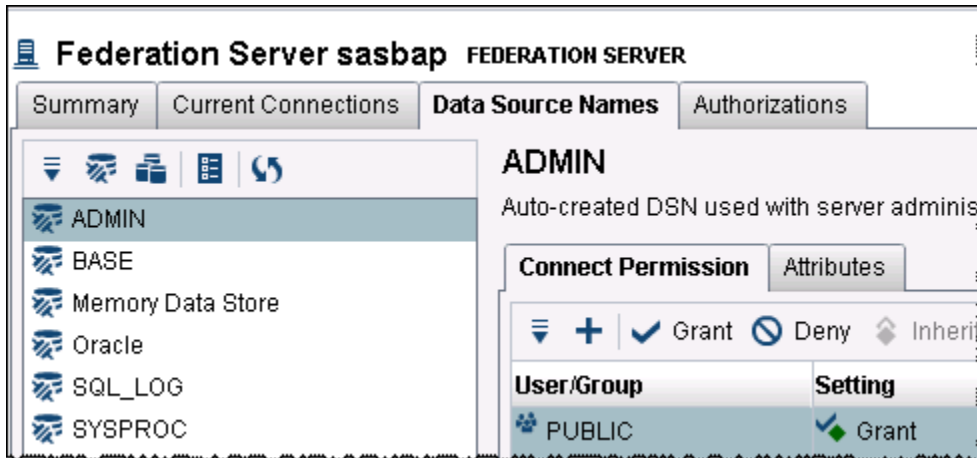 Federation Server sasbap FEDERATION SERVER
Summary Current Connections Data Source Names Authorizations
ADMIN
BASE
Memory Data Store
Oracle
SQL_LOG
SYSPROC
ADMIN
Auto-created DSN used with server adminis
Connect Permission Attributes
Grant Deny Inherit
User/Group Setting
PUBLIC Grant